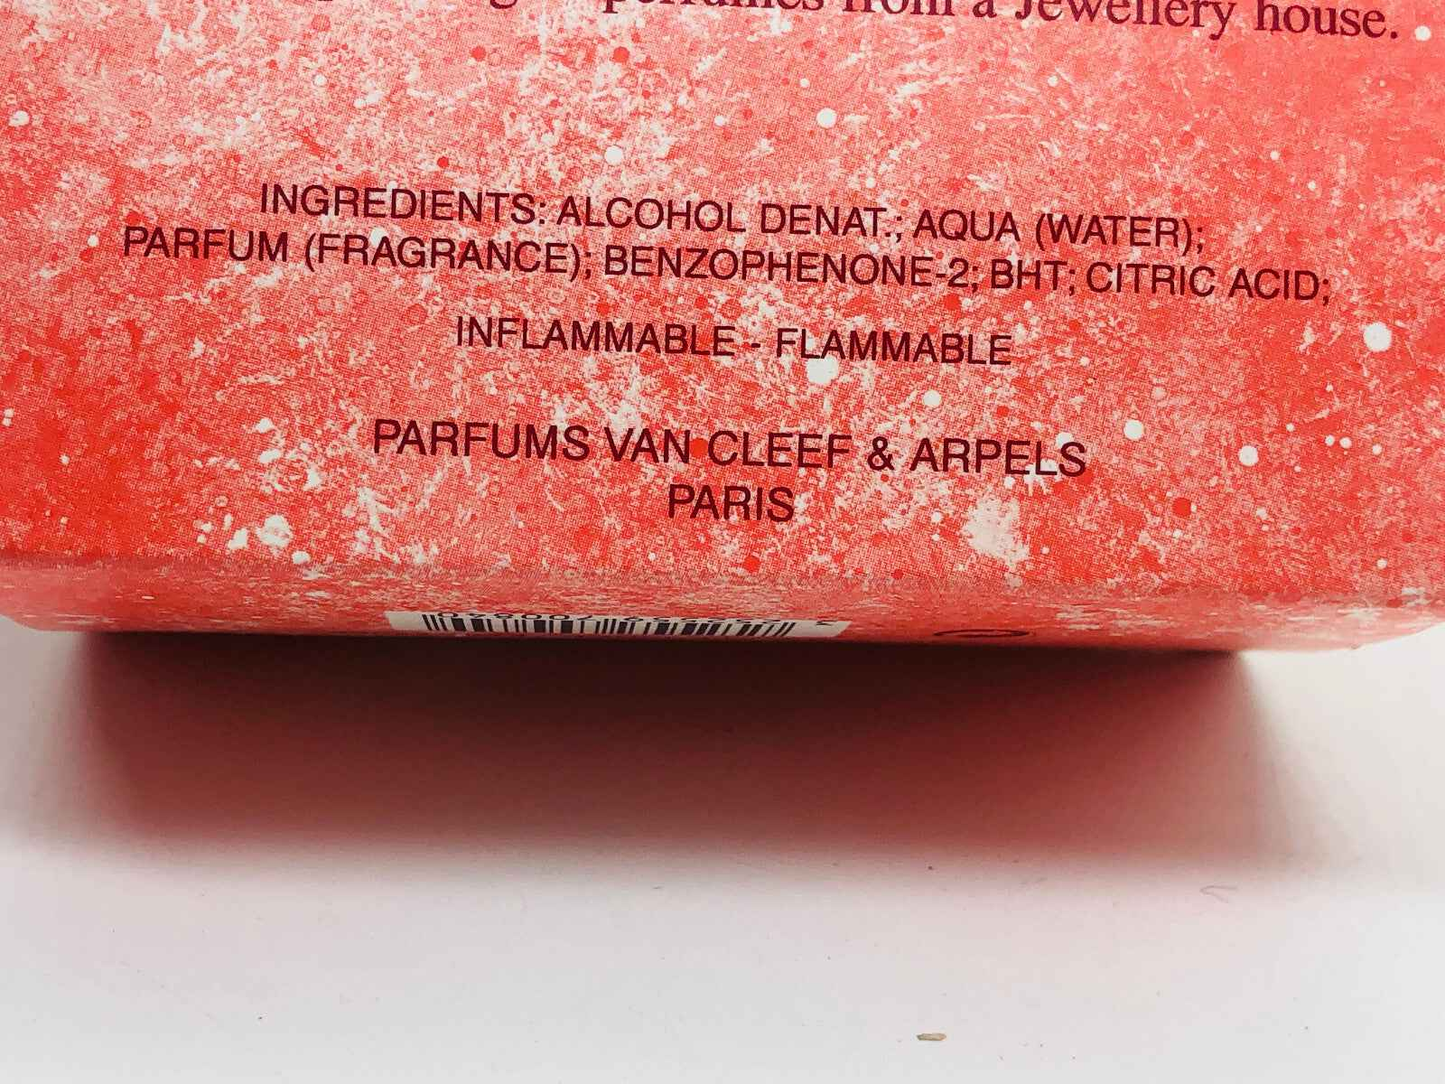 perfumes from a Jewellery house.
INGREDIENTS: ALCOHOL DENAT.; AQUA (WATER);
PARFUM (FRAGRANCE); BENZOPHENONE-2; BHT; CITRIC ACID;
INFLAMMABLE - FLAMMABLE
PARFUMS VAN CLEEF & ARPELS
PARIS